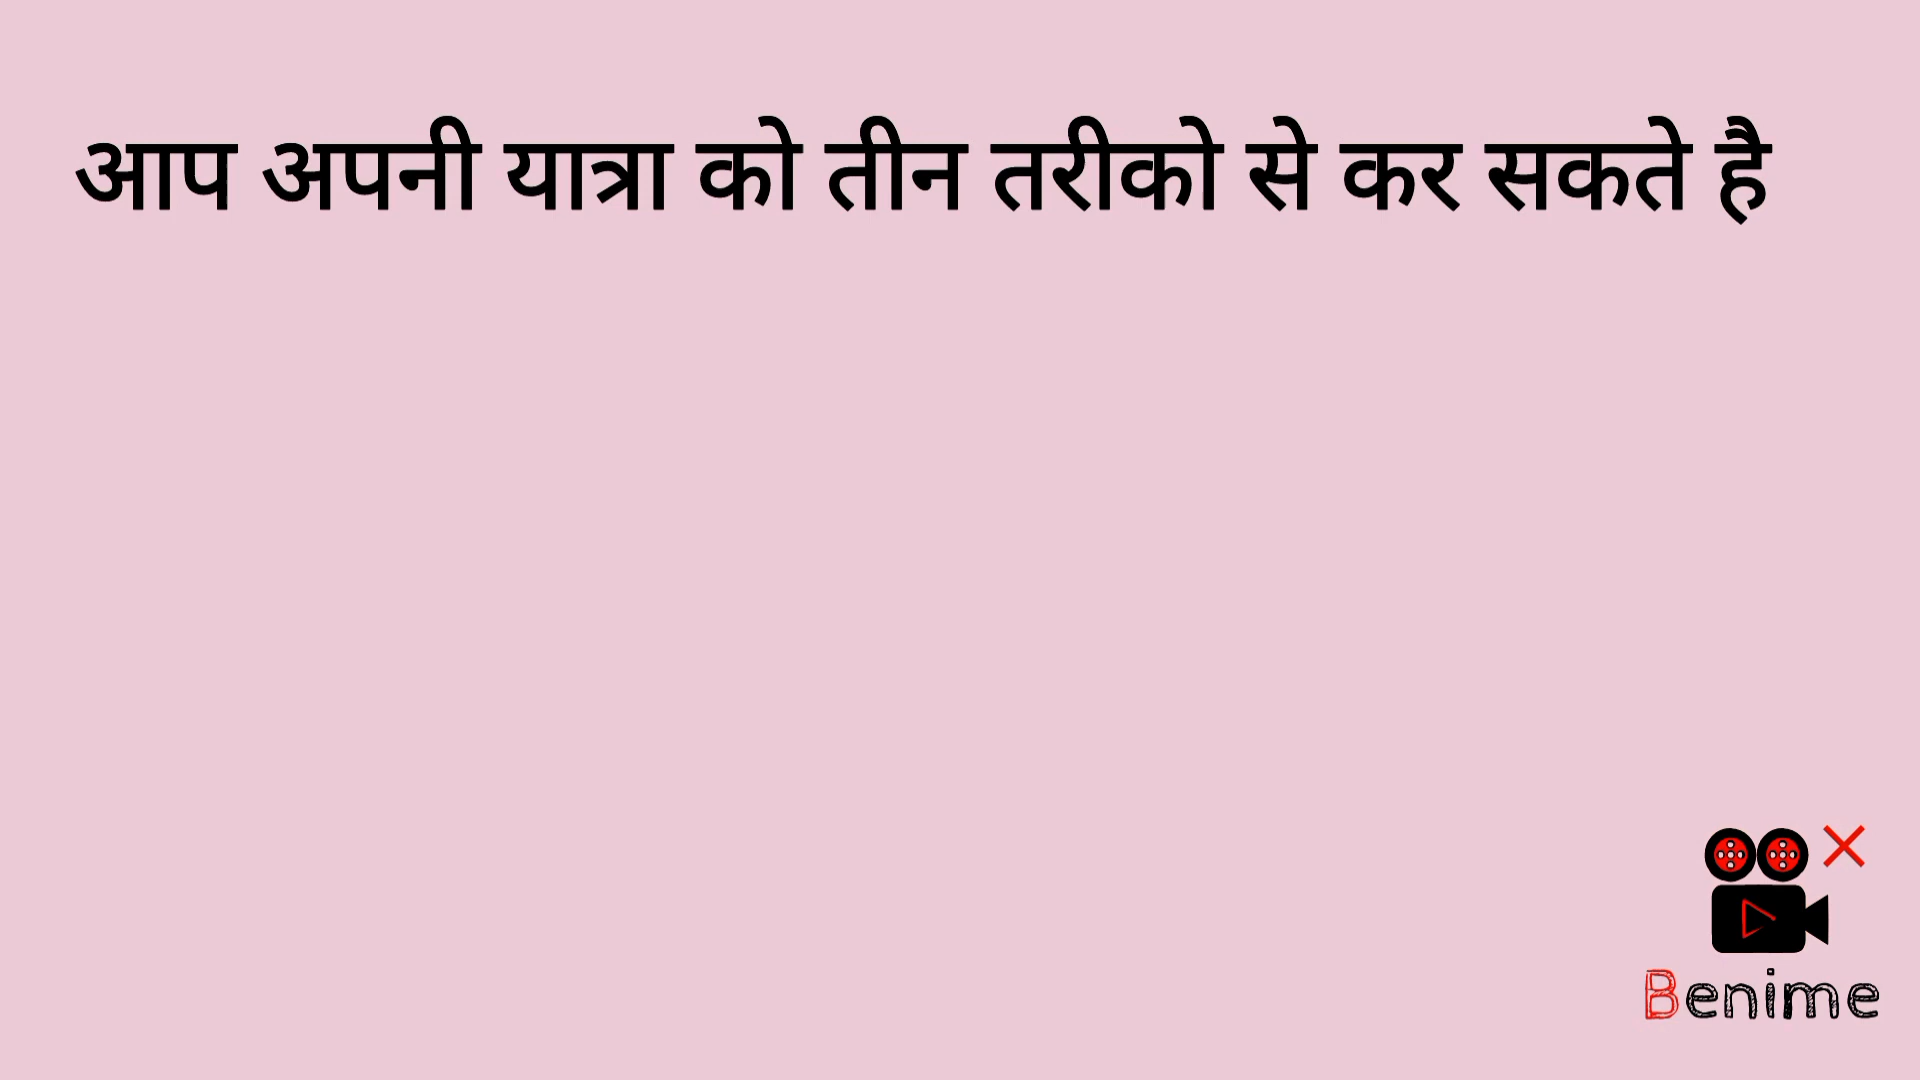 आप अपनी यात्रा को तीन तरीको से कर सकते है
Benime